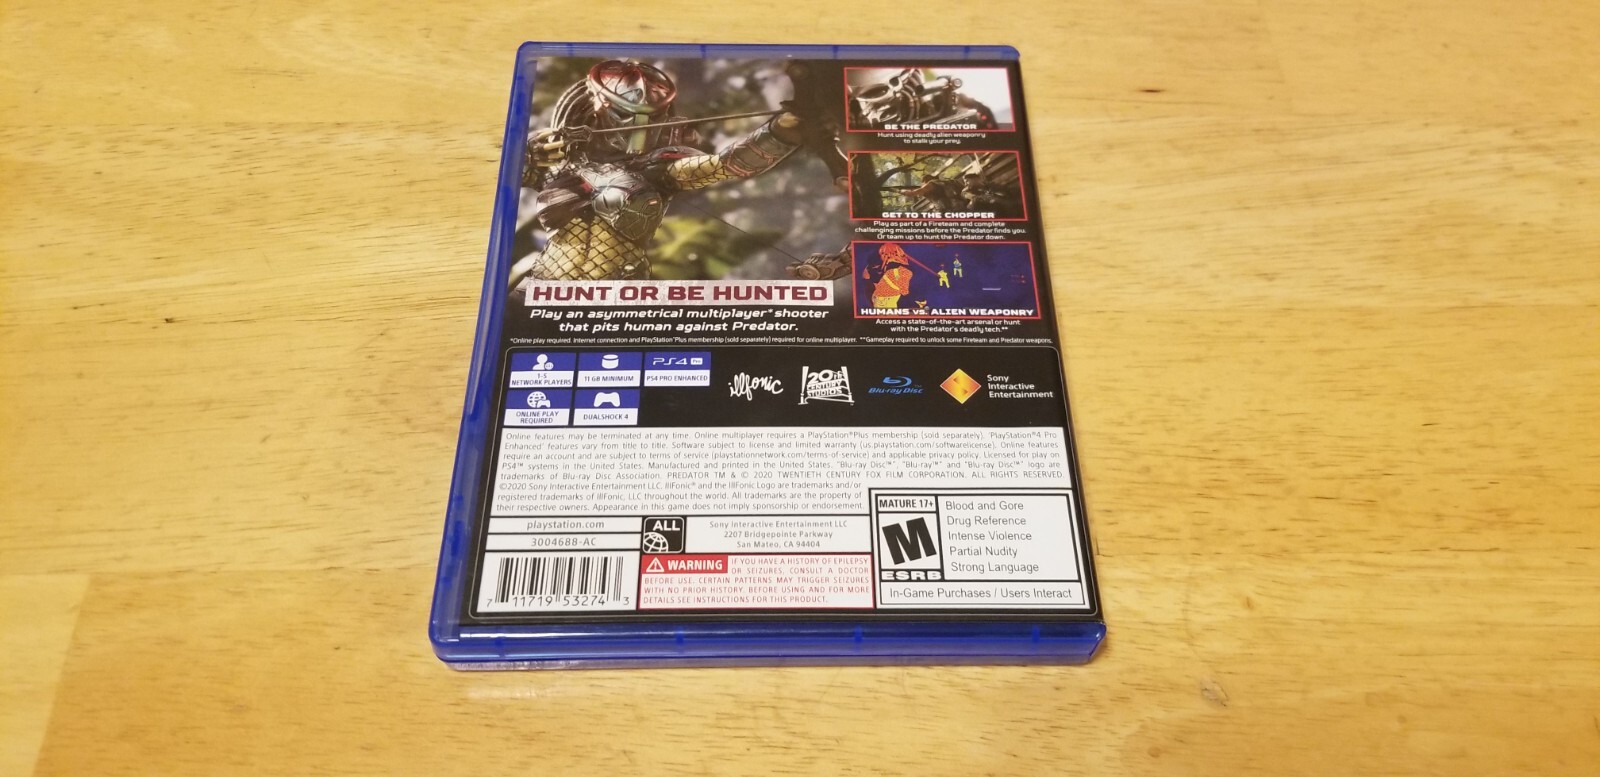 BE THE PREDATOR
Hunt using deadly alien weaponry
to stalk your prey.
GET TO THE CHOPPER
Play as part of a Fireteam and complete
challenging missions before the Predator finds you.
Or team up to hunt the Predator down.
HUMANS vs. ALIEN WEAPONRY
Access a state-of-the-art arsenal or hunt
with the Predator's deadly tech.**
HUNT OR BE HUNTED
Play an asymmetrical multiplayer* shooter
that pits human against Predator.
*Online play required. Internet connection and PlayStation®Plus membership (sold separately) required for online multiplayer. **Gameplay required to unlock some Fireteam and Predator weapons.
1-5
NETWORK PLAYERS
11 GB MINIMUM
PS4 Pro
PS4 PRO ENHANCED
ONLINE PLAY
REQUIRED
DUALSHOCK 4
illfonic
20th
CENTURY
STUDIOS
Blu-ray Disc™
Sony
Interactive
Entertainment
Online features may be terminated at any time. Online multiplayer requires a PlayStation®Plus membership (sold separately). 'PlayStation®4 Pro
Enhanced' features vary from title to title. Software subject to license and limited warranty (us.playstation.com/softwarelicense). Online features
require an account and are subject to terms of service (playstationnetwork.com/terms-of-service) and applicable privacy policy. Licensed for play on
PS4™ systems in the United States. Manufactured and printed in the United States. "Blu-ray Disc™", "Blu-ray™" and "Blu-ray Disc™" logo are
trademarks of Blu-ray Disc Association. PREDATOR TM & © 2020 TWENTIETH CENTURY FOX FILM CORPORATION. ALL RIGHTS RESERVED.
©2020 Sony Interactive Entertainment LLC. IllFonic® and the IllFonic Logo are trademarks and/or
registered trademarks of IllFonic, LLC throughout the world. All trademarks are the property of
their respective owners. Appearance in this game does not imply sponsorship or endorsement.
playstation.com
3004688-AC
ALL
Sony Interactive Entertainment LLC
2207 Bridgepointe Parkway
San Mateo, CA 94404
7 11719 53274 3
WARNING IF YOU HAVE A HISTORY OF EPILEPSY
OR SEIZURES, CONSULT A DOCTOR
BEFORE USE. CERTAIN PATTERNS MAY TRIGGER SEIZURES
WITH NO PRIOR HISTORY. BEFORE USING AND FOR MORE
DETAILS SEE INSTRUCTIONS FOR THIS PRODUCT.
MATURE 17+
M
ESRB
Blood and Gore
Drug Reference
Intense Violence
Partial Nudity
Strong Language
In-Game Purchases / Users Interact